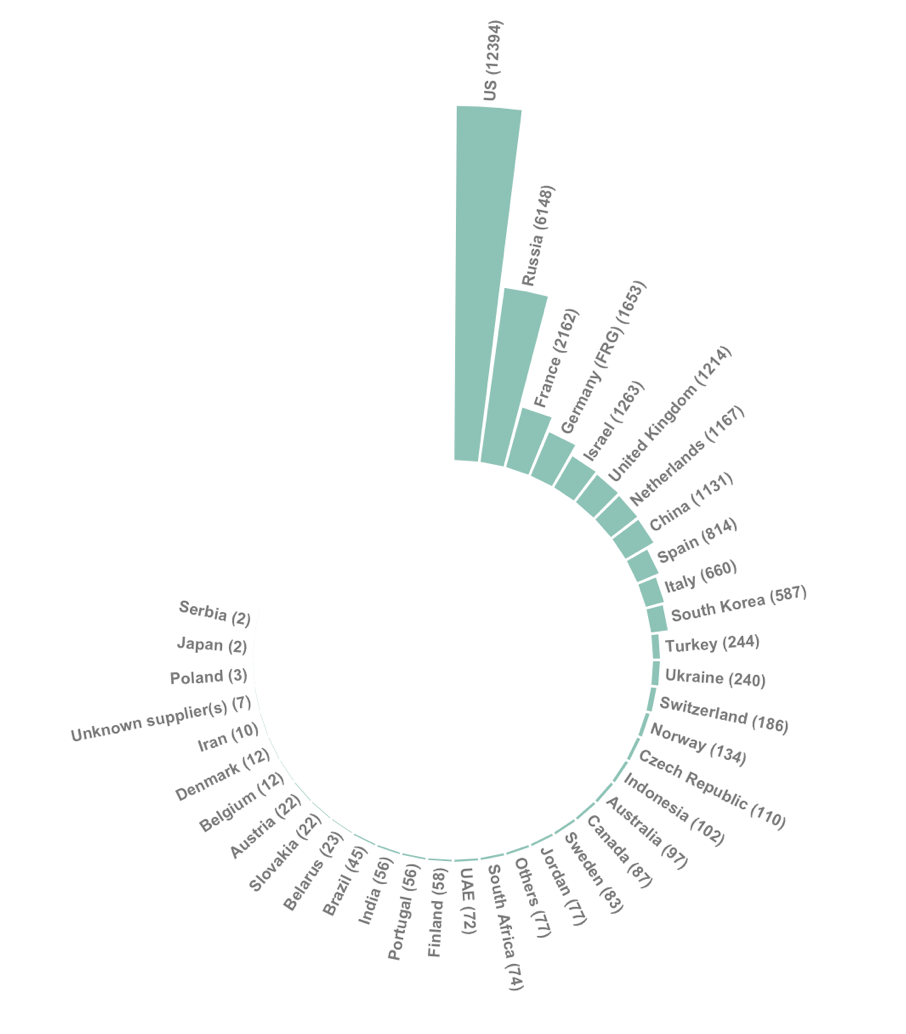 US (12394)
Russia (6148)
France (2162)
Germany (FRG) (1653)
Israel (1263)
United Kingdom (1214)
Netherlands (1167)
China (1131)
Spain (814)
Italy (660)
South Korea (587)
Turkey (244)
Ukraine (240)
Switzerland (186)
Norway (134)
Czech Republic (110)
Indonesia (102)
Australia (97)
Canada (87)
Sweden (83)
Jordan (77)
Others (77)
South Africa (74)
UAE (72)
Finland (58)
Portugal (56)
India (56)
Brazil (45)
Belarus (23)
Slovakia (22)
Austria (22)
Belgium (12)
Denmark (12)
Iran (10)
Unknown supplier(s) (7)
Poland (3)
Japan (2)
Serbia (2)